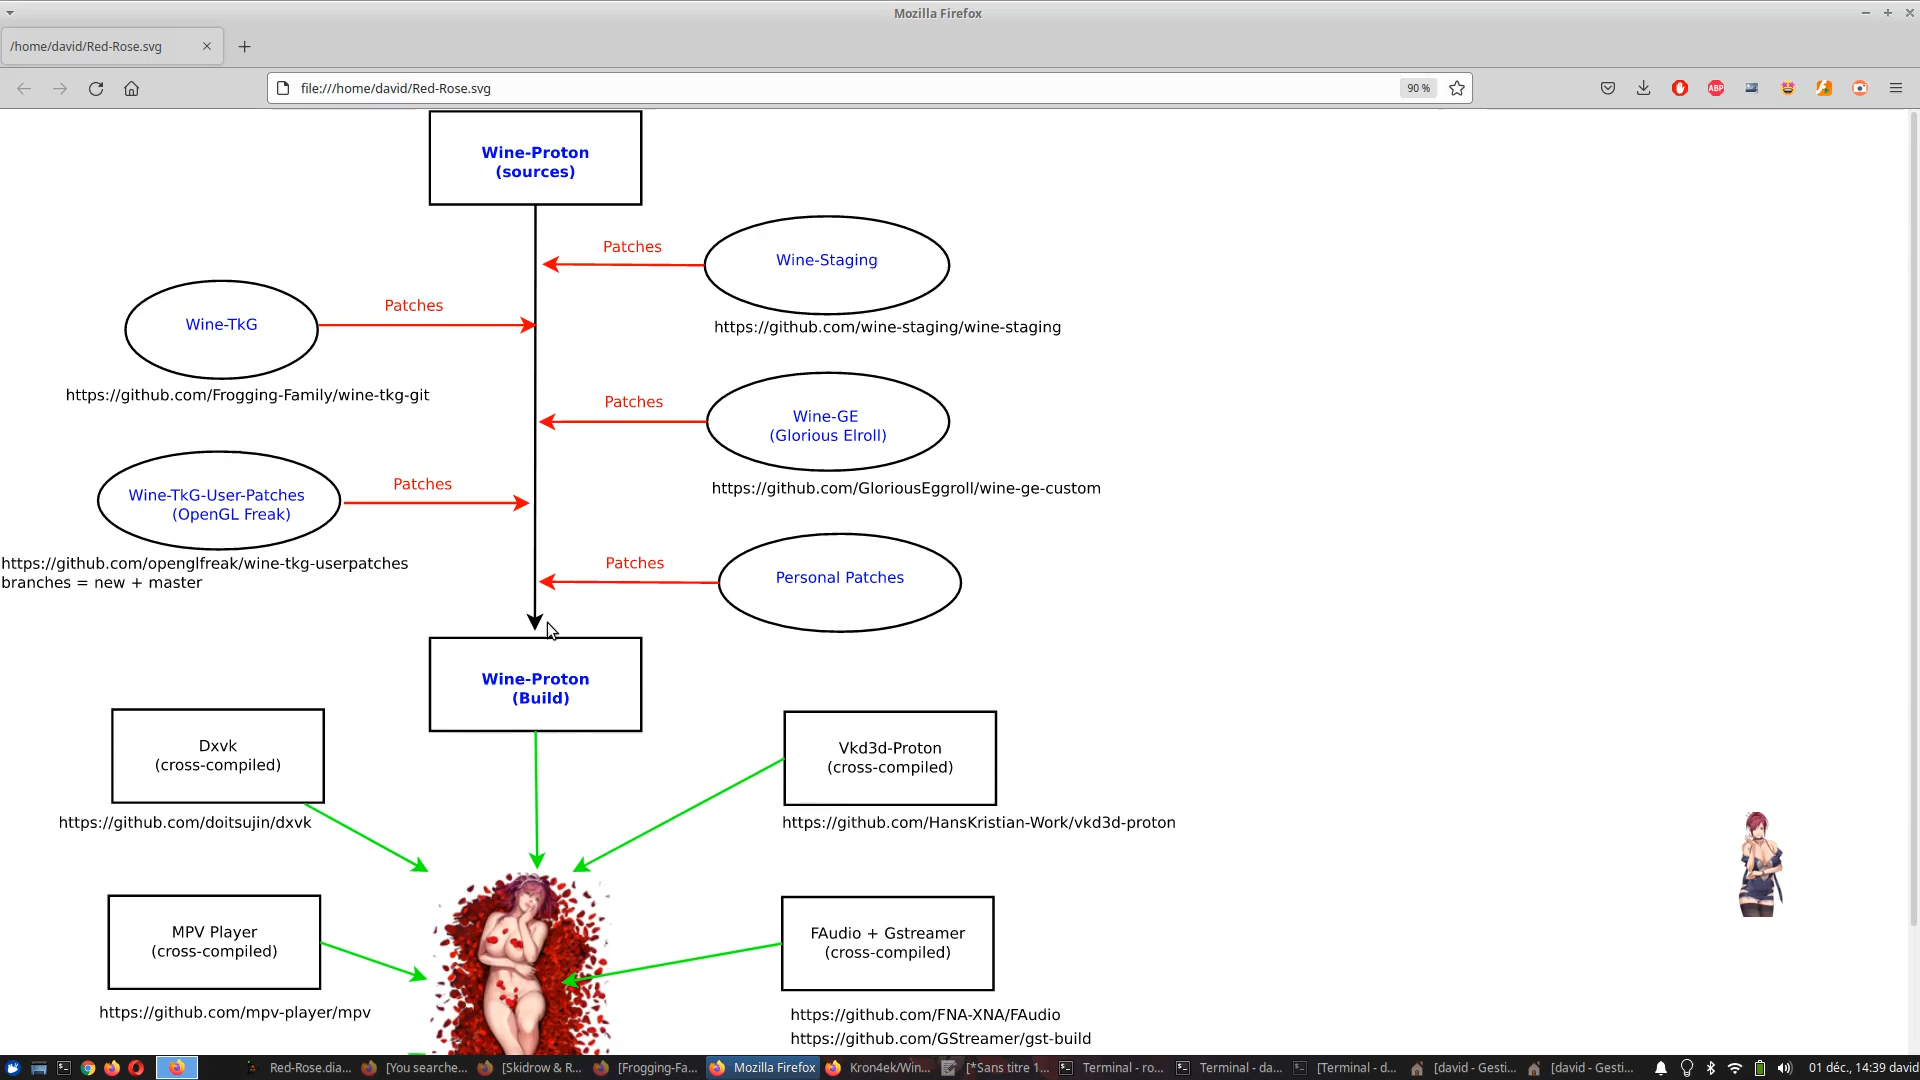 Mozilla Firefox
/home/david/Red-Rose.svg
file:///home/david/Red-Rose.svg
90 %
ABP
Wine-Proton
(sources)
Patches
Wine-Staging
https://github.com/wine-staging/wine-staging
Patches
Wine-TkG
https://github.com/Frogging-Family/wine-tkg-git
Patches
Wine-GE
(Glorious Elroll)
https://github.com/GloriousEggroll/wine-ge-custom
Patches
Wine-TkG-User-Patches
(OpenGL Freak)
https://github.com/openglfreak/wine-tkg-userpatches
branches = new + master
Patches
Personal Patches
Wine-Proton
(Build)
Dxvk
(cross-compiled)
https://github.com/doitsujin/dxvk
Vkd3d-Proton
(cross-compiled)
https://github.com/HansKristian-Work/vkd3d-proton
MPV Player
(cross-compiled)
https://github.com/mpv-player/mpv
FAudio + Gstreamer
(cross-compiled)
https://github.com/FNA-XNA/FAudio
https://github.com/GStreamer/gst-build
Red-Rose.dia...
[You searche...
[Skidrow & R...
[Frogging-Fa...
Mozilla Firefox
Kron4ek/Win...
[*Sans titre 1...
Terminal - ro...
Terminal - da...
[Terminal - d...
[david - Gesti...
[david - Gesti...
01 déc., 14:39 david